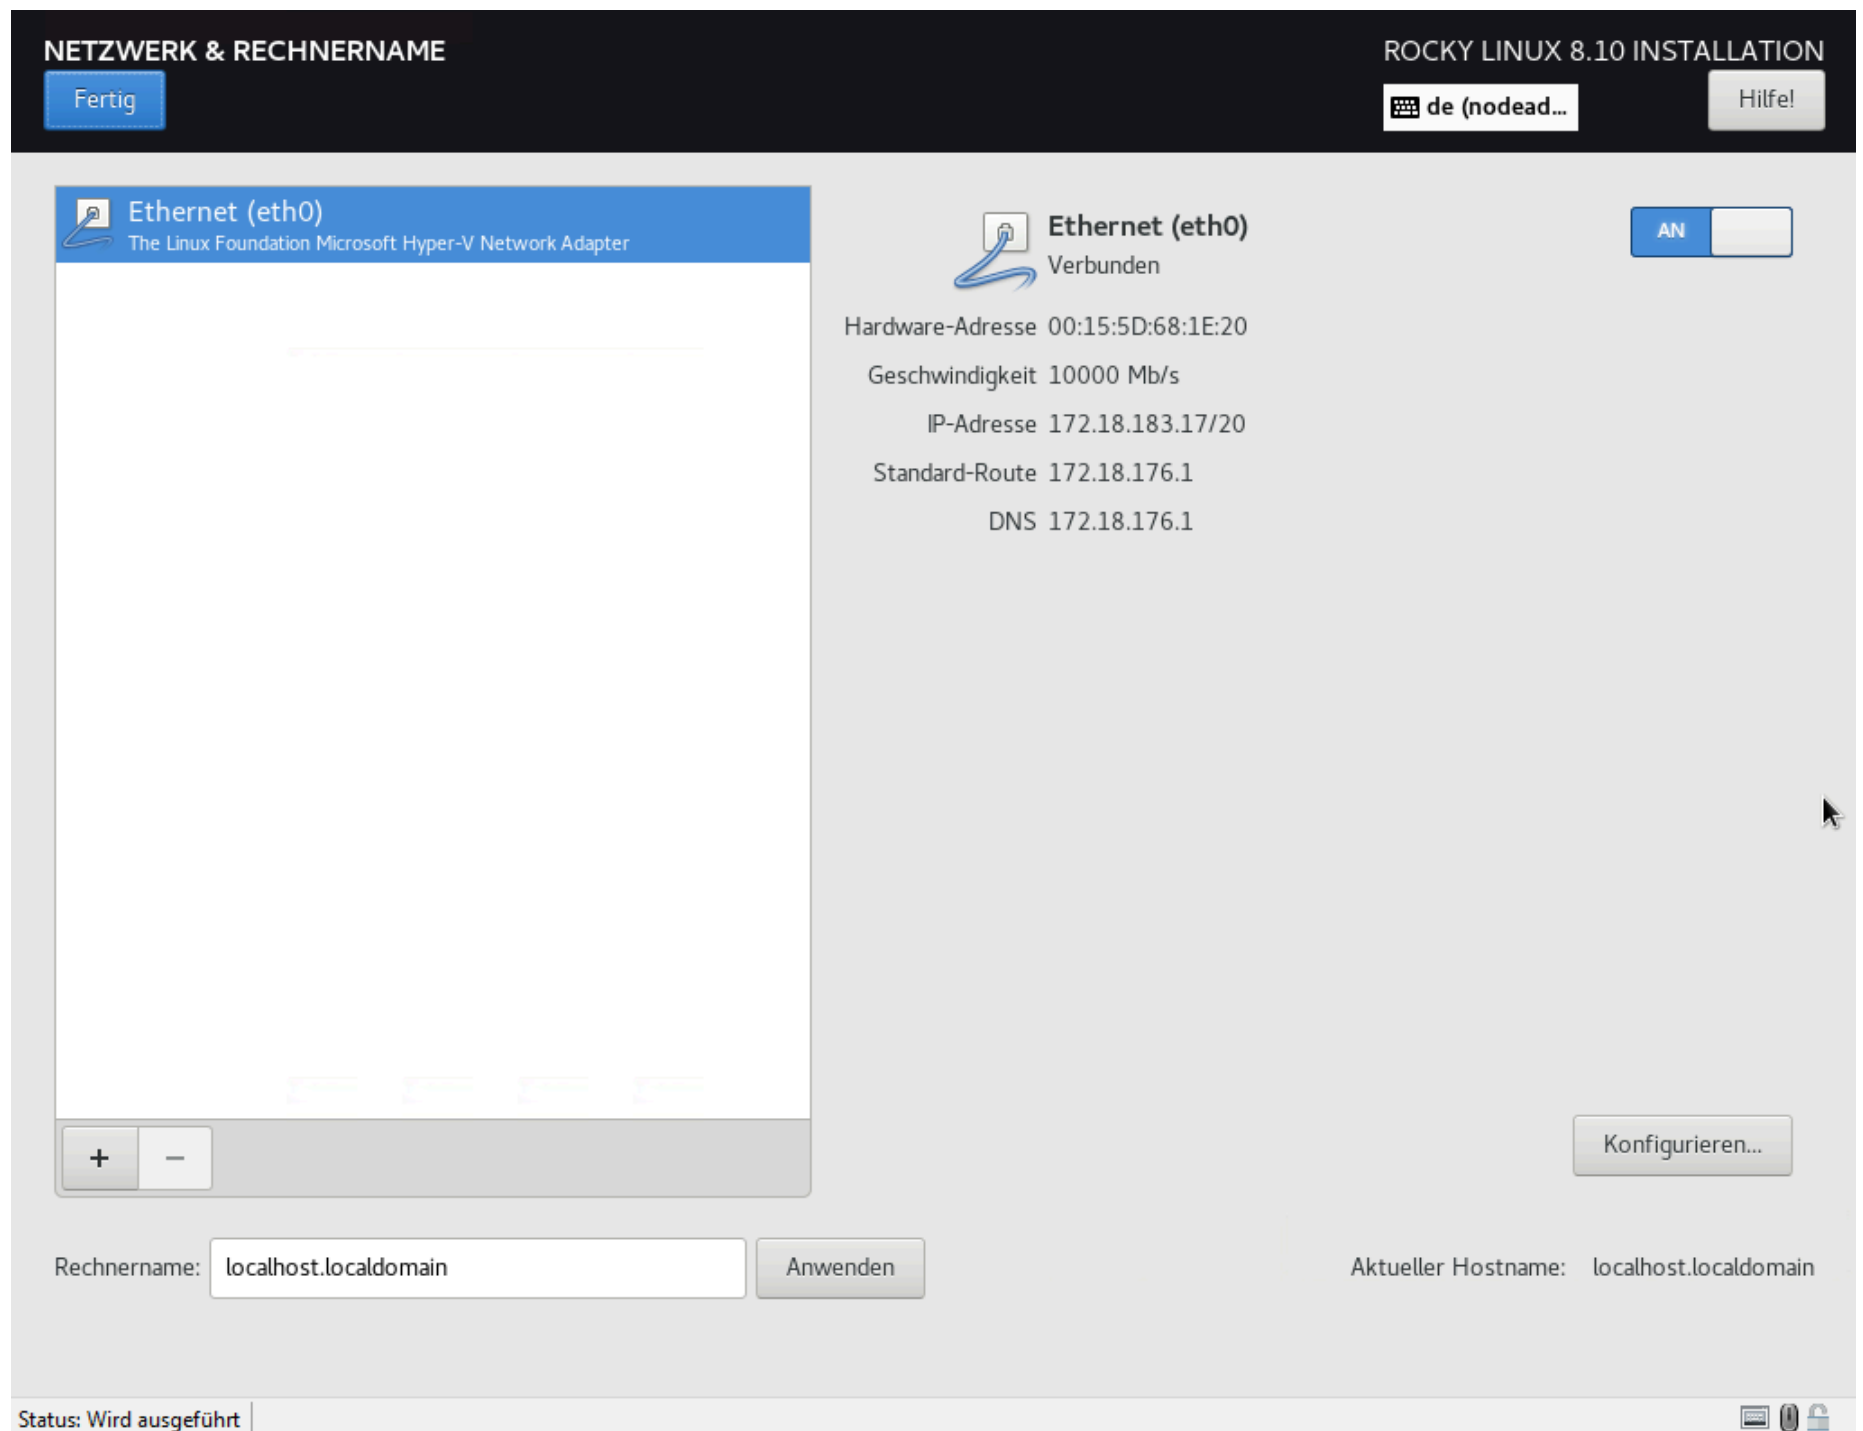 NETZWERK & RECHNERNAME
ROCKY LINUX 8.10 INSTALLATION
Fertig
de (nodead...
Hilfe!
Ethernet (eth0)
The Linux Foundation Microsoft Hyper-V Network Adapter
Ethernet (eth0)
Verbunden
AN
Hardware-Adresse 00:15:5D:68:1E:20
Geschwindigkeit 10000 Mb/s
IP-Adresse 172.18.183.17/20
Standard-Route 172.18.176.1
DNS 172.18.176.1
+ −
Konfigurieren...
Rechnername: localhost.localdomain Anwenden
Aktueller Hostname: localhost.localdomain
Status: Wird ausgeführt